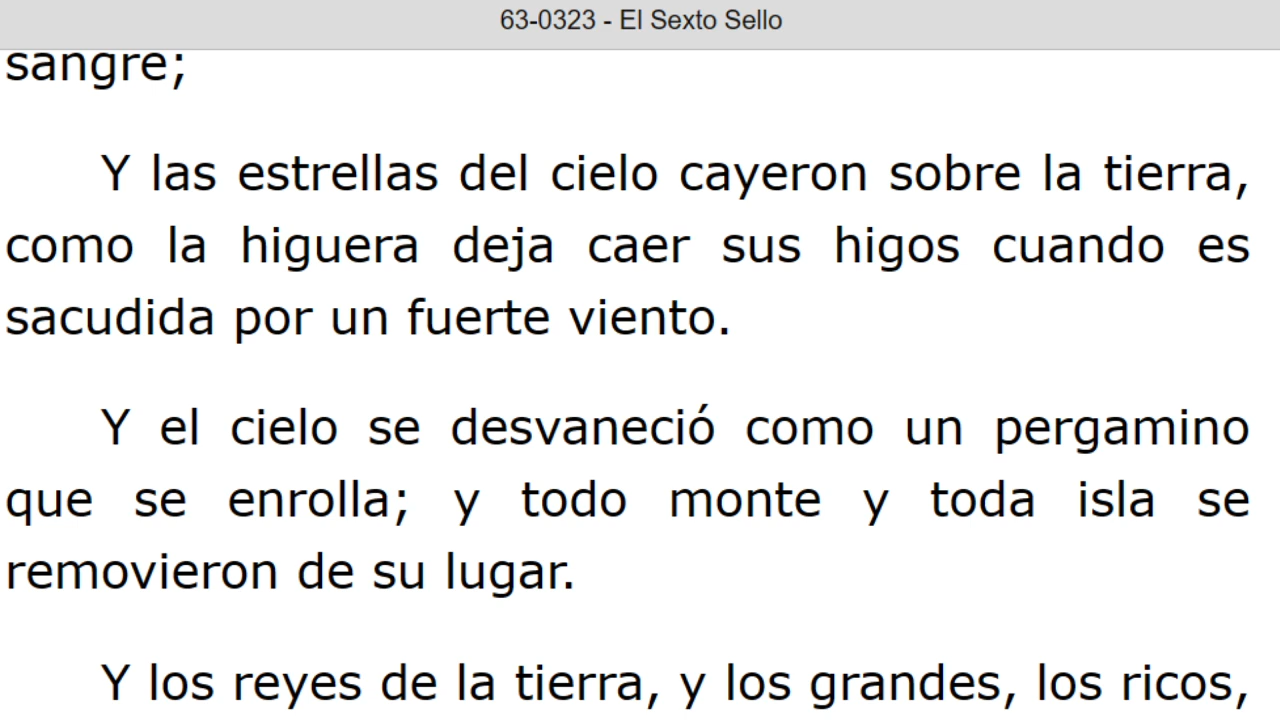 63-0323 - El Sexto Sello
sangre;
Y las estrellas del cielo cayeron sobre la tierra,
como la higuera deja caer sus higos cuando es
sacudida por un fuerte viento.
Y el cielo se desvaneció como un pergamino
que se enrolla; y todo monte y toda isla se
removieron de su lugar.
Y los reyes de la tierra, y los grandes, los ricos,